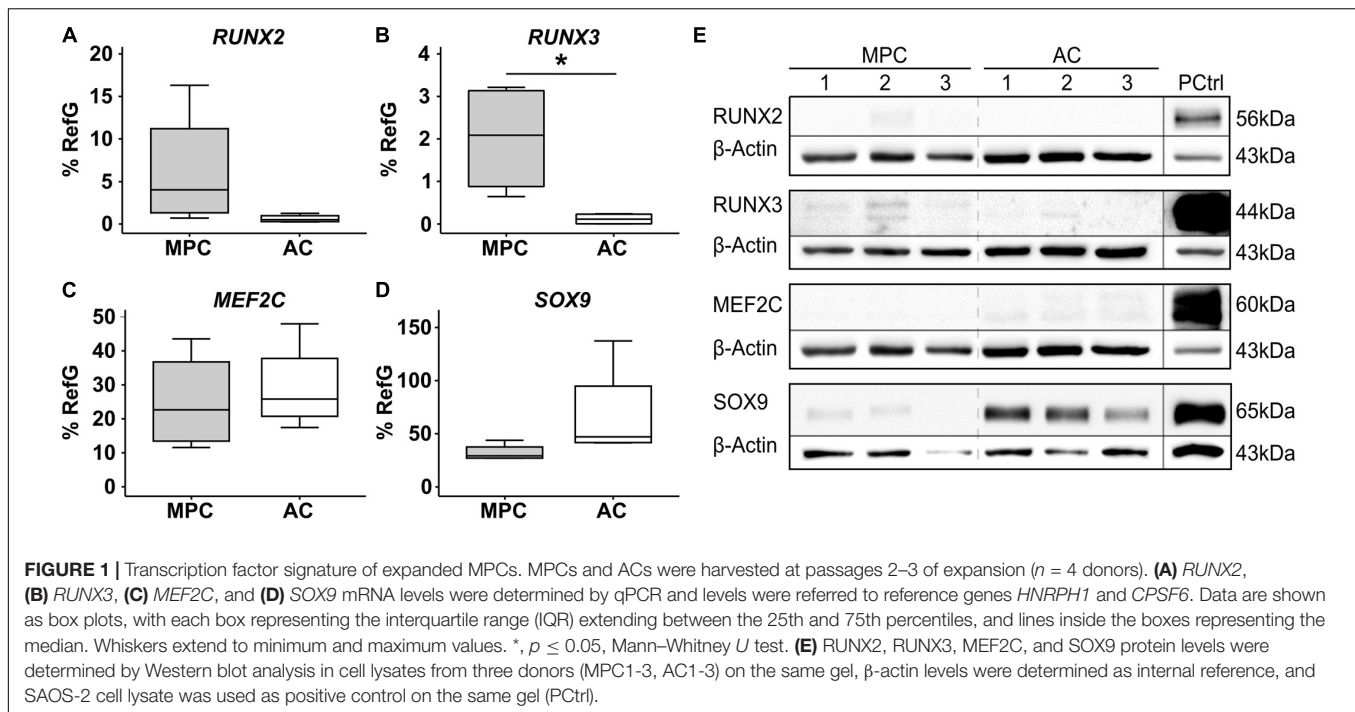 A
RUNX2
% RefG
20
15
10
5
0
MPC AC
B
RUNX3
% RefG
4
3
2
1
0
*
MPC AC
C
MEF2C
% RefG
50
40
30
20
10
0
MPC AC
D
SOX9
% RefG
150
100
50
0
MPC AC
E
MPC AC
1 2 3 1 2 3 PCtrl
RUNX2 56kDa
β-Actin 43kDa
RUNX3 44kDa
β-Actin 43kDa
MEF2C 60kDa
β-Actin 43kDa
SOX9 65kDa
β-Actin 43kDa
FIGURE 1 | Transcription factor signature of expanded MPCs. MPCs and ACs were harvested at passages 2–3 of expansion (n = 4 donors). (A) RUNX2,
(B) RUNX3, (C) MEF2C, and (D) SOX9 mRNA levels were determined by qPCR and levels were referred to reference genes HNRPH1 and CPSF6. Data are shown
as box plots, with each box representing the interquartile range (IQR) extending between the 25th and 75th percentiles, and lines inside the boxes representing the
median. Whiskers extend to minimum and maximum values. *, p ≤ 0.05, Mann–Whitney U test. (E) RUNX2, RUNX3, MEF2C, and SOX9 protein levels were
determined by Western blot analysis in cell lysates from three donors (MPC1-3, AC1-3) on the same gel, β-actin levels were determined as internal reference, and
SAOS-2 cell lysate was used as positive control on the same gel (PCtrl).